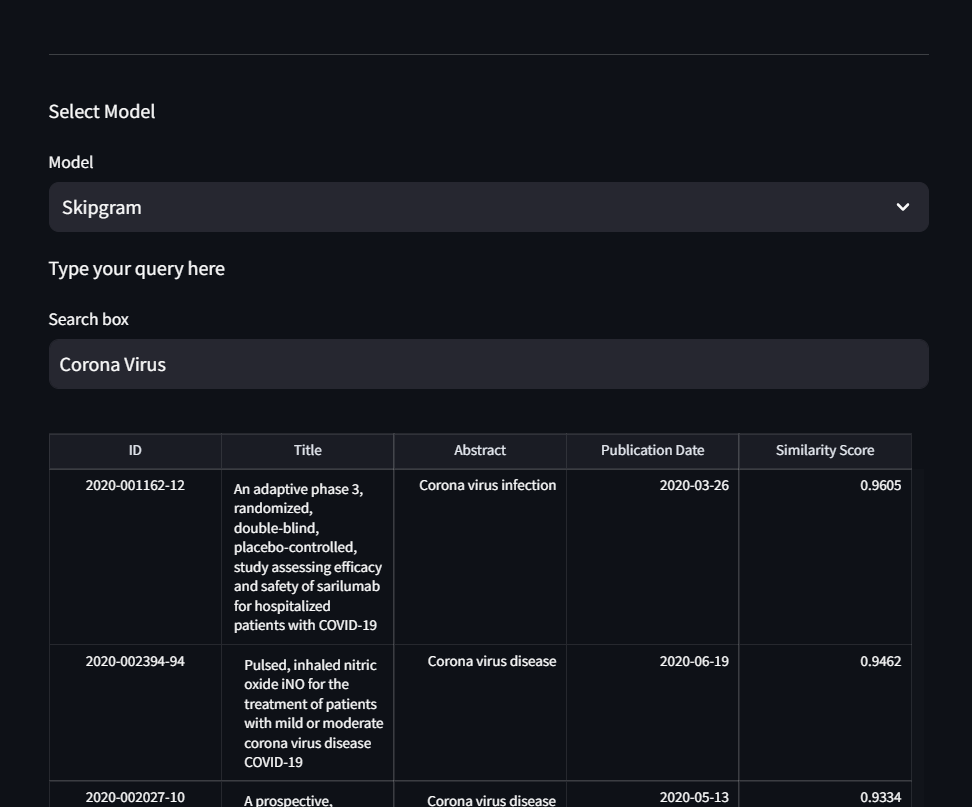 Select Model
Model
Skipgram
Type your query here
Search box
Corona Virus
ID Title Abstract Publication Date Similarity Score
2020-001162-12 An adaptive phase 3, Corona virus infection 2020-03-26 0.9605
randomized,
double-blind,
placebo-controlled,
study assessing efficacy
and safety of sarilumab
for hospitalized
patients with COVID-19
2020-002394-94 Pulsed, inhaled nitric Corona virus disease 2020-06-19 0.9462
oxide iNO for the
treatment of patients
with mild or moderate
corona virus disease
COVID-19
2020-002027-10 A prospective, Corona virus disease 2020-05-13 0.9334